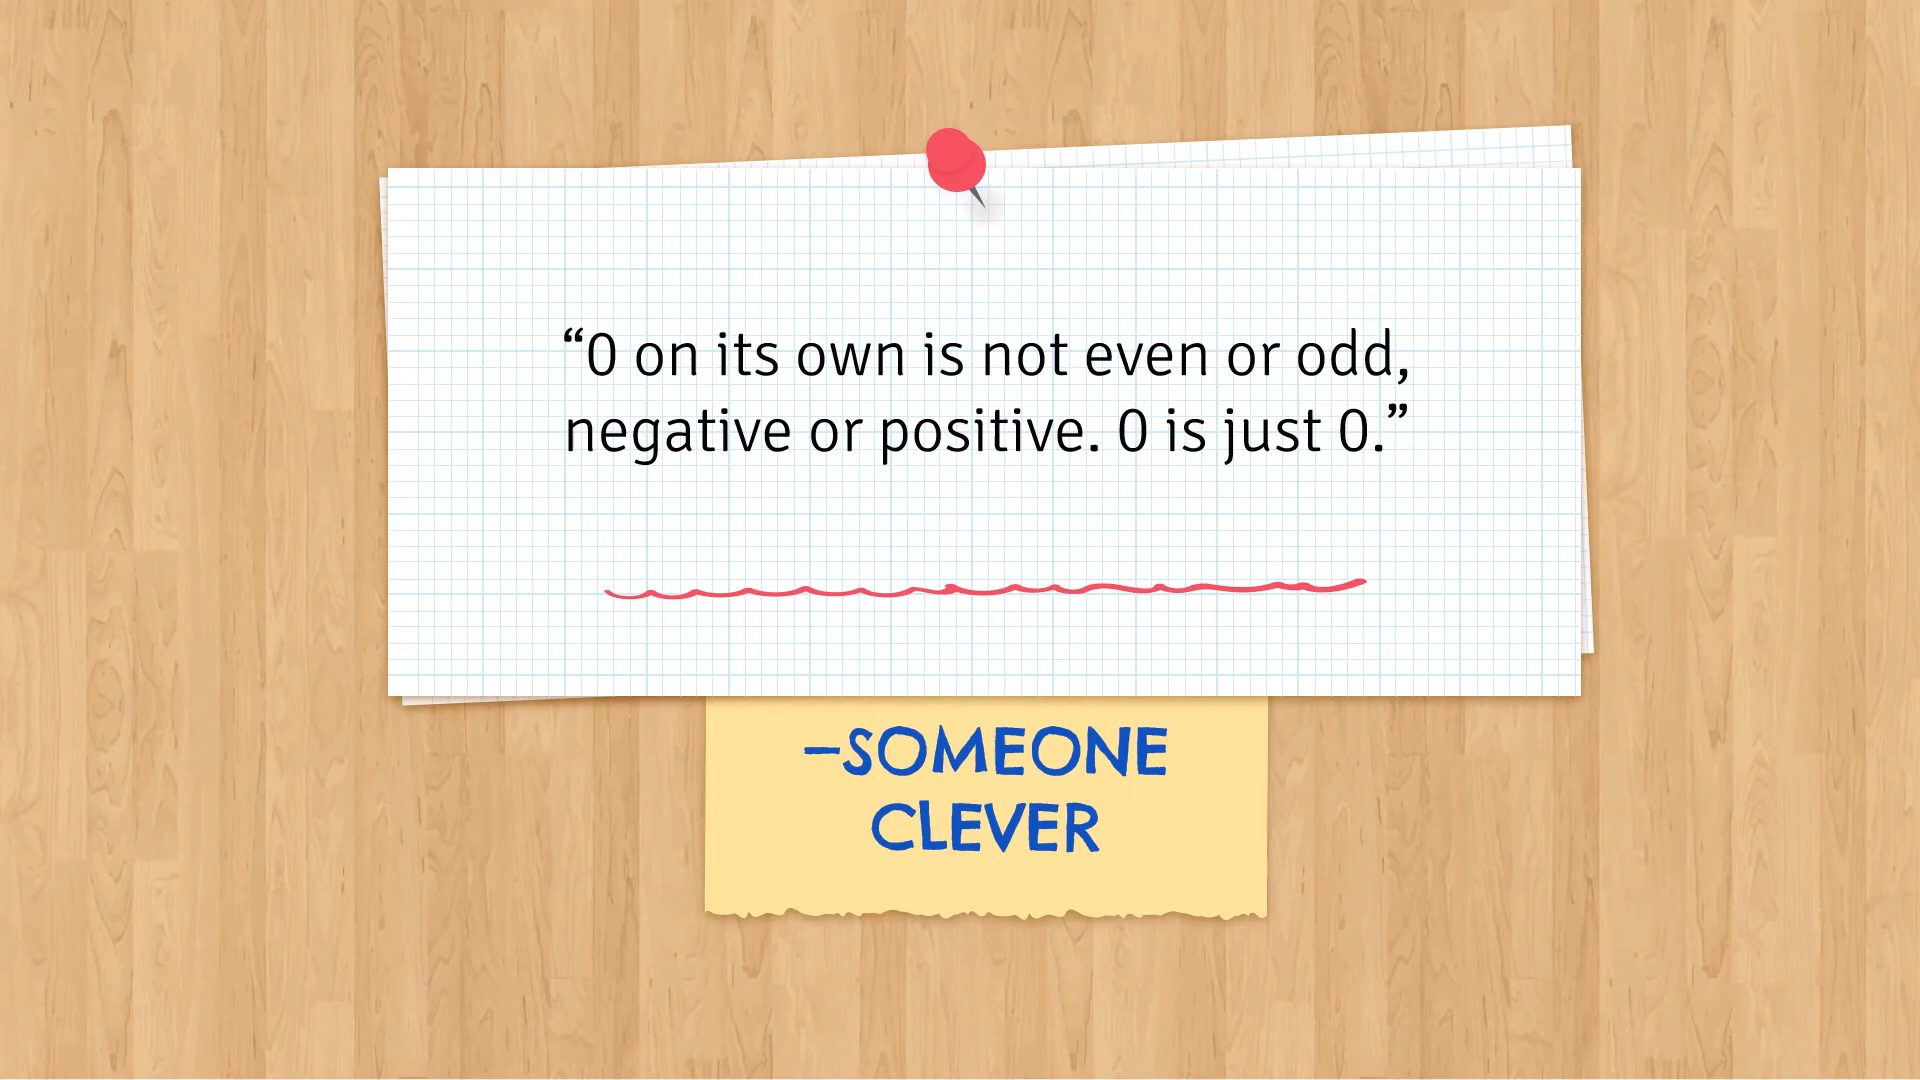 “0 on its own is not even or odd,
negative or positive. 0 is just 0.”
–SOMEONE
CLEVER